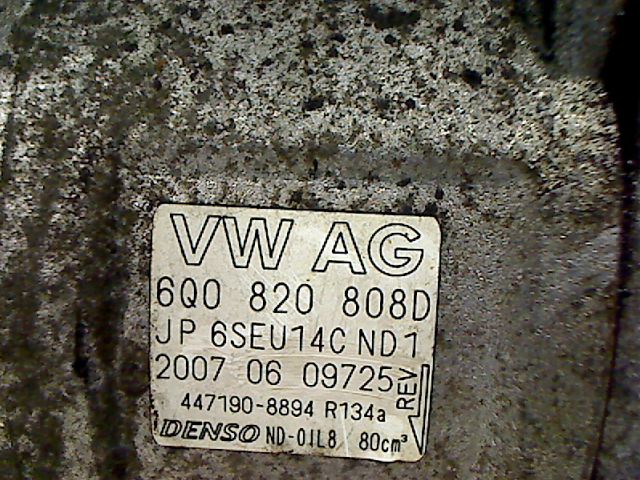 VW AG
6Q0 820 808D
JP 6SEU14C ND1
2007 06 09725
REV
447190-8894 R134a
DENSO ND-OIL8 80cm³